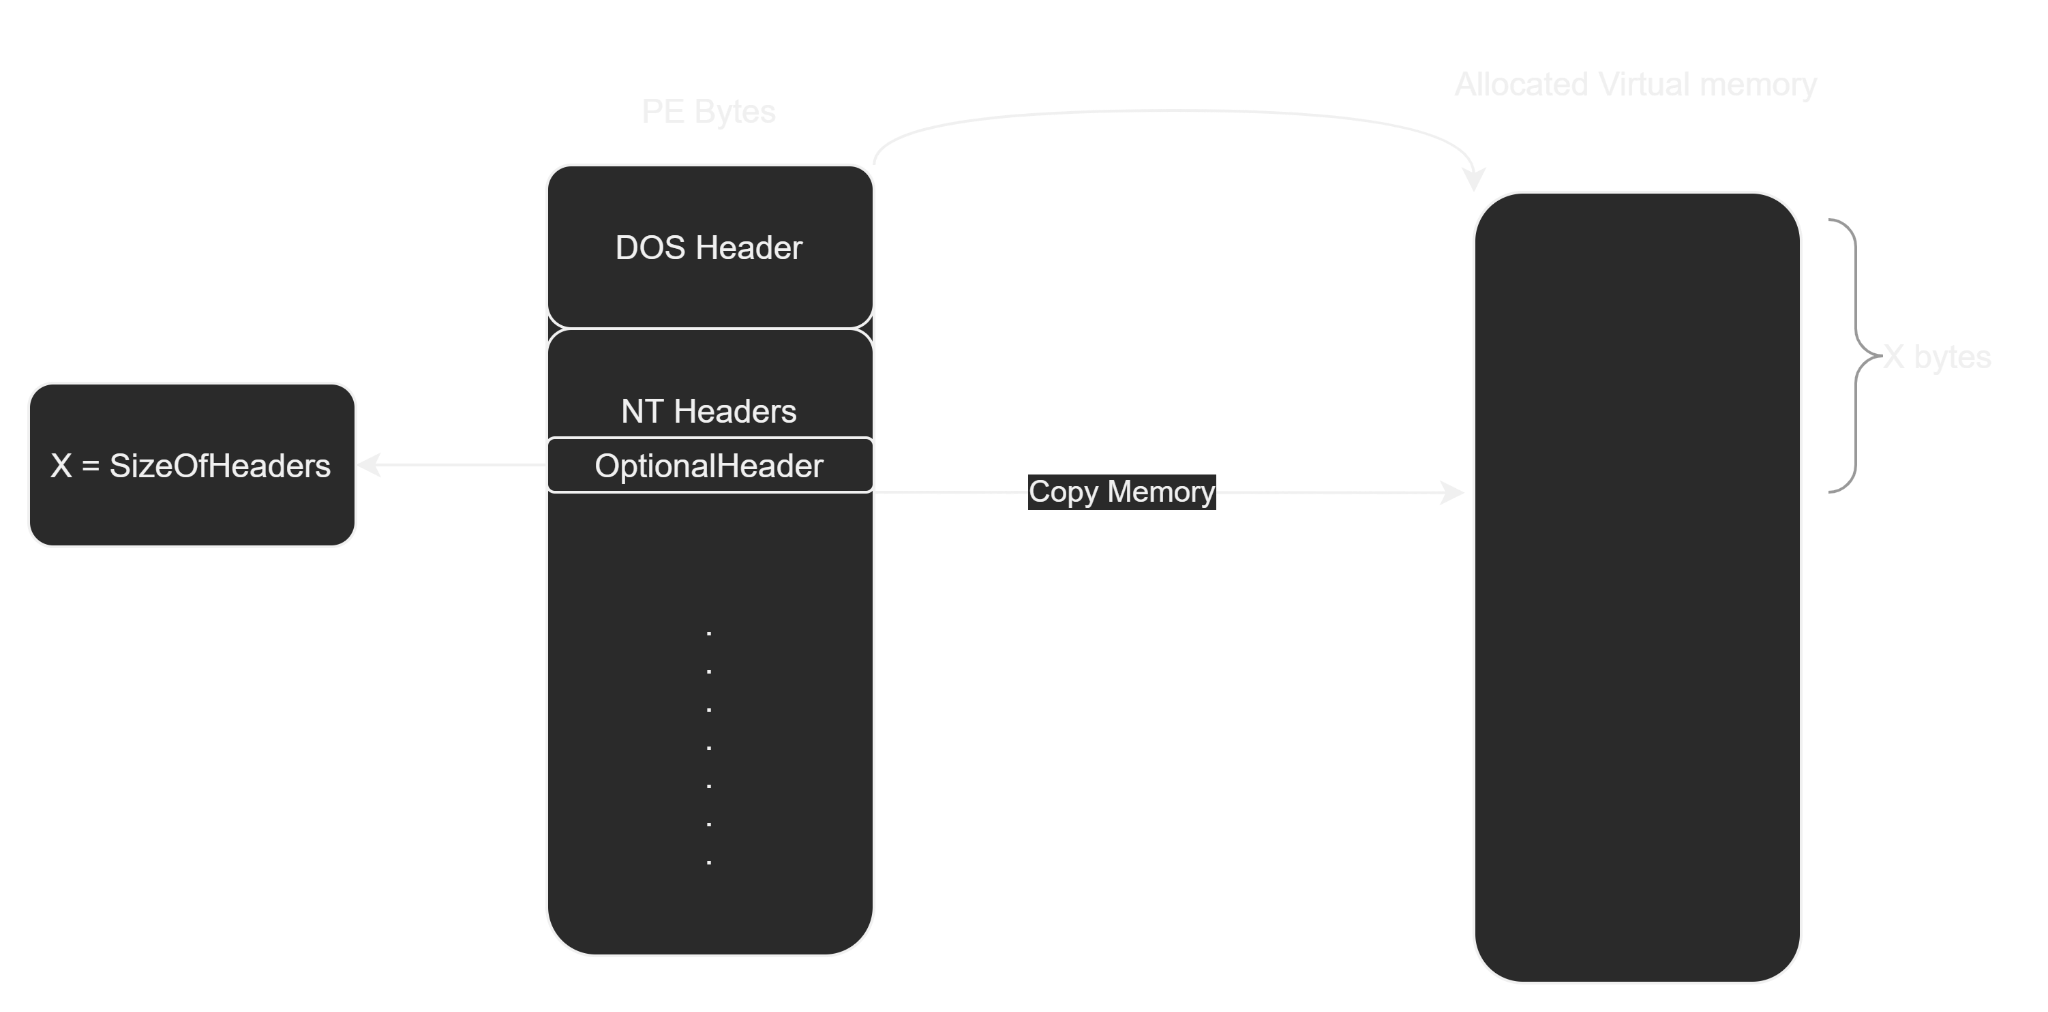 Allocated Virtual memory
PE Bytes
DOS Header
X bytes
NT Headers
X = SizeOfHeaders
OptionalHeader
Copy Memory
.
.
.
.
.
.
.